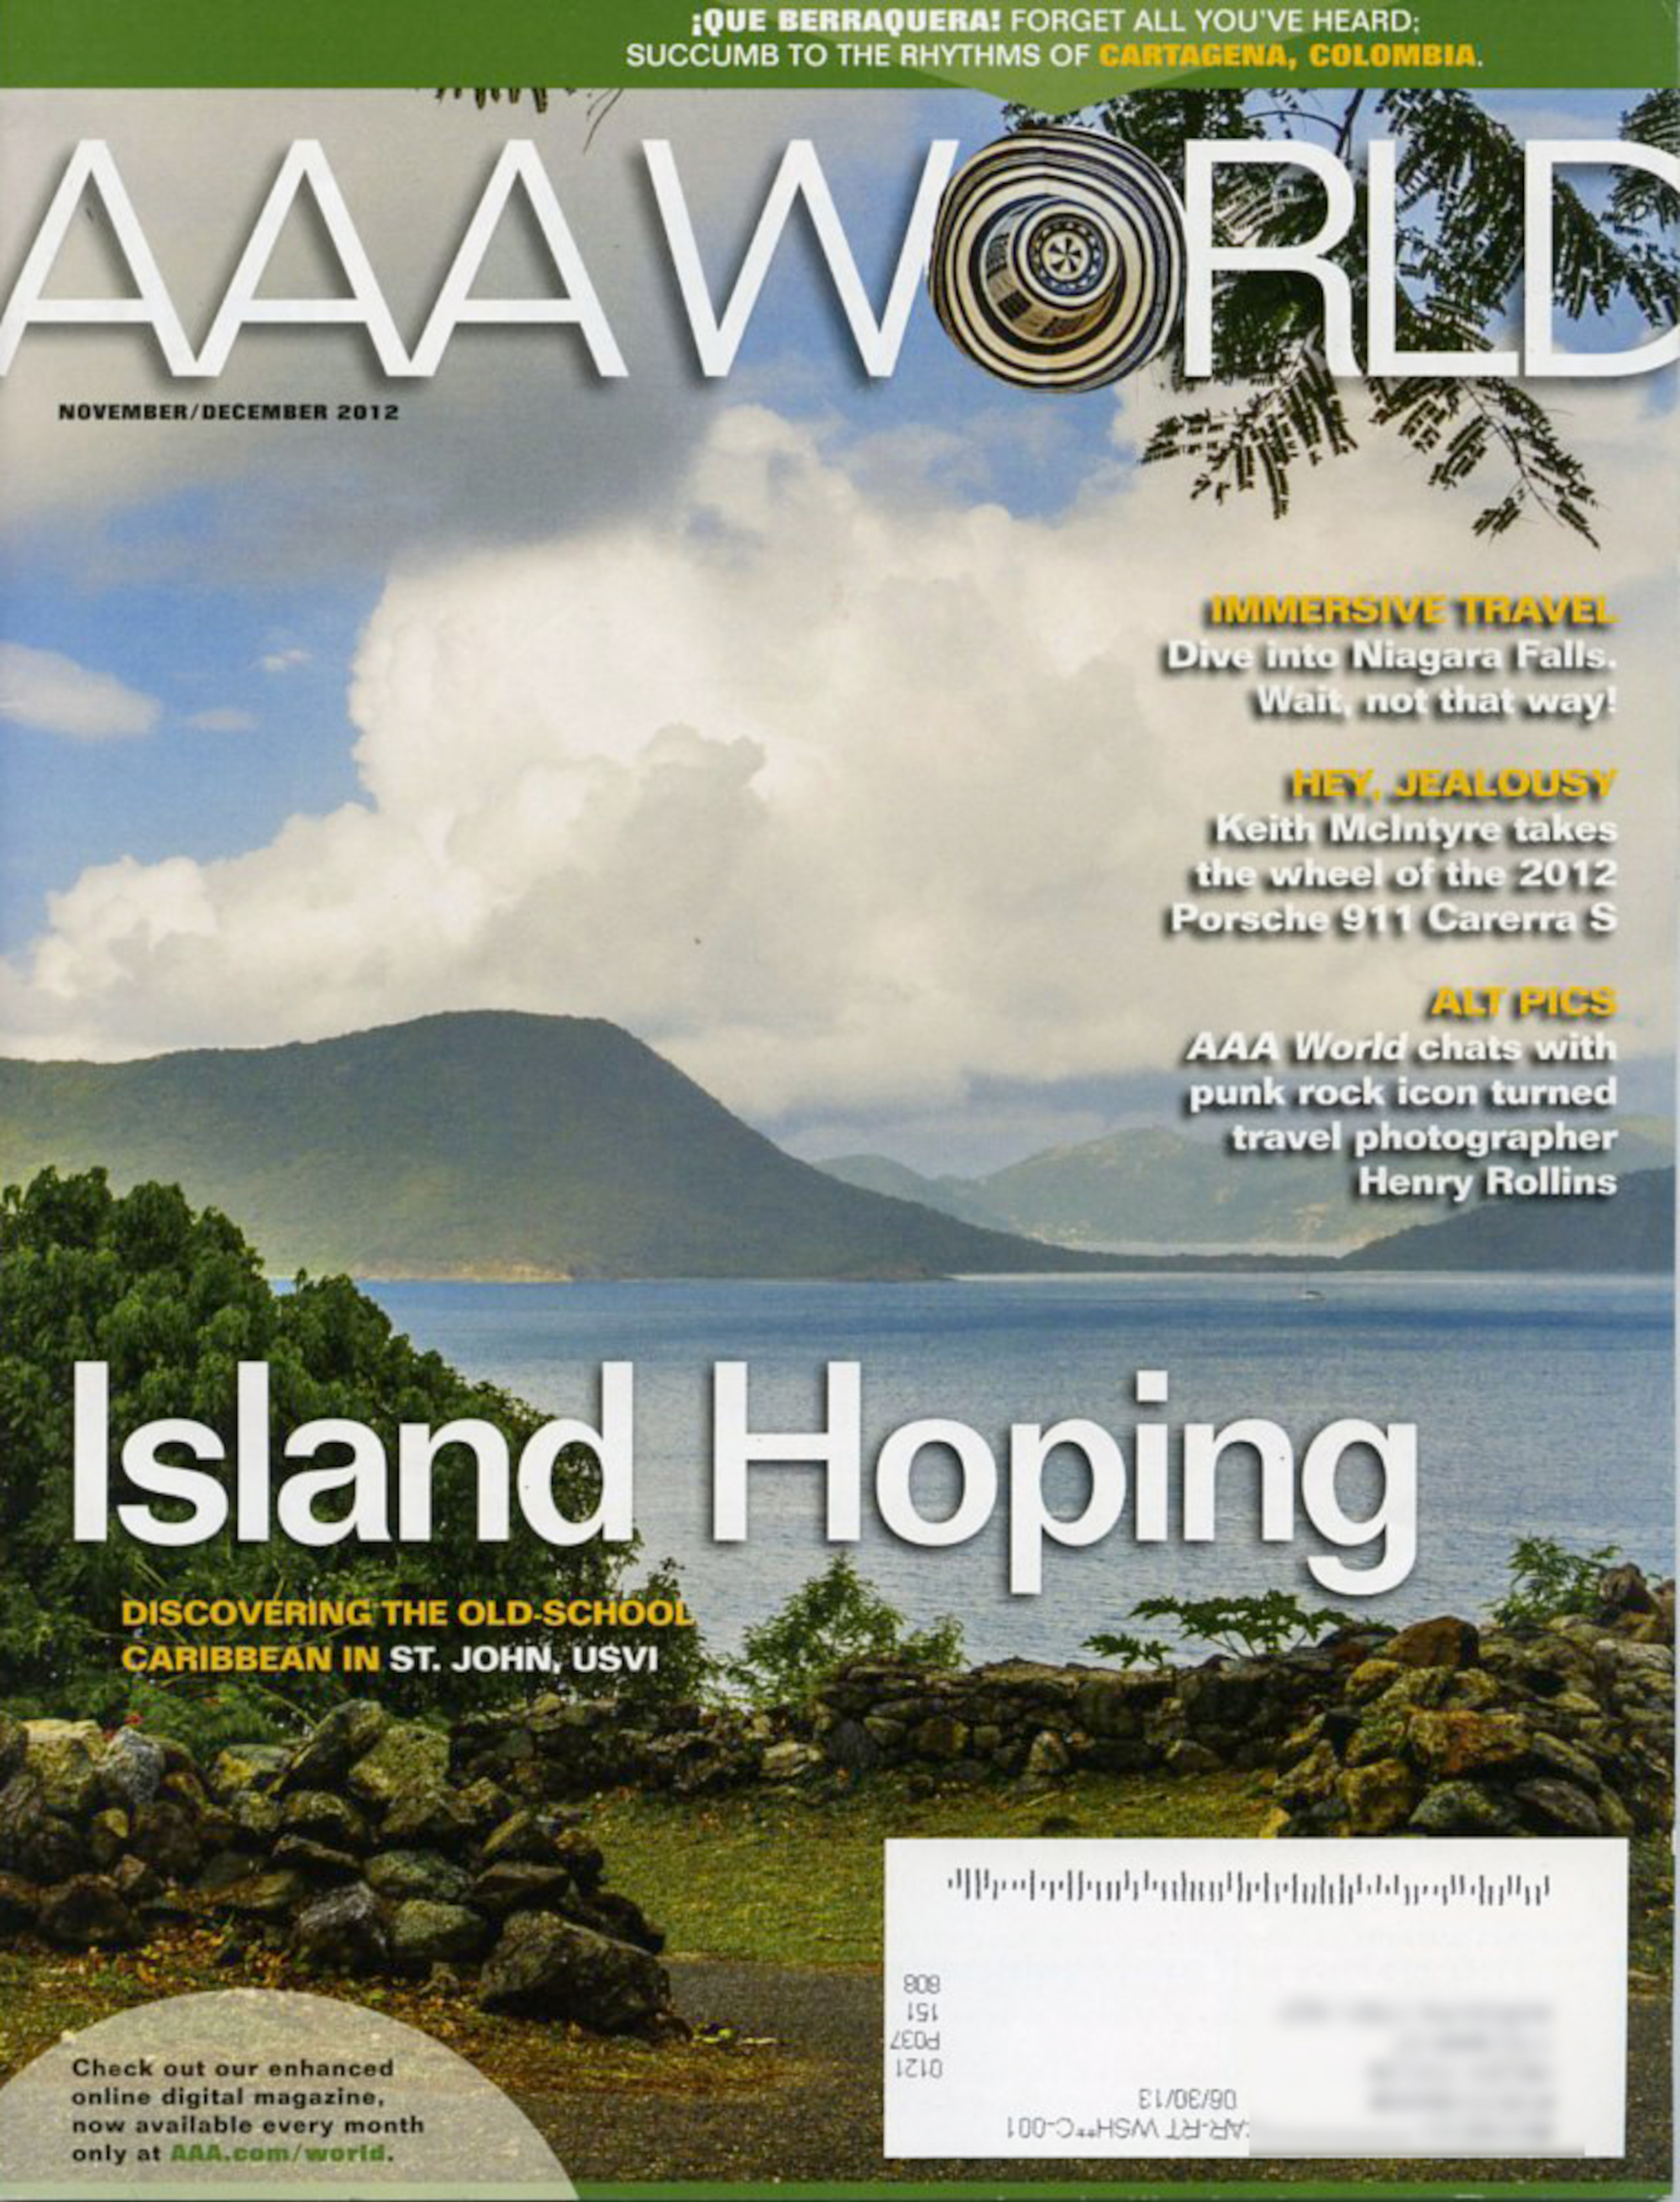 ¡QUE BERRAQUERA! FORGET ALL YOU'VE HEARD;
SUCCUMB TO THE RHYTHMS OF CARTAGENA, COLOMBIA.
AAA WORLD
NOVEMBER/DECEMBER 2012
IMMERSIVE TRAVEL
Dive into Niagara Falls.
Wait, not that way!
HEY, JEALOUSY
Keith McIntyre takes
the wheel of the 2012
Porsche 911 Carerra S
ALT PICS
AAA World chats with
punk rock icon turned
travel photographer
Henry Rollins
Island Hoping
DISCOVERING THE OLD-SCHOOL
CARIBBEAN IN ST. JOHN, USVI
808
151
P037
0121
06/30/13
AR-RT WSH**C-001
Check out our enhanced
online digital magazine,
now available every month
only at AAA.com/world.